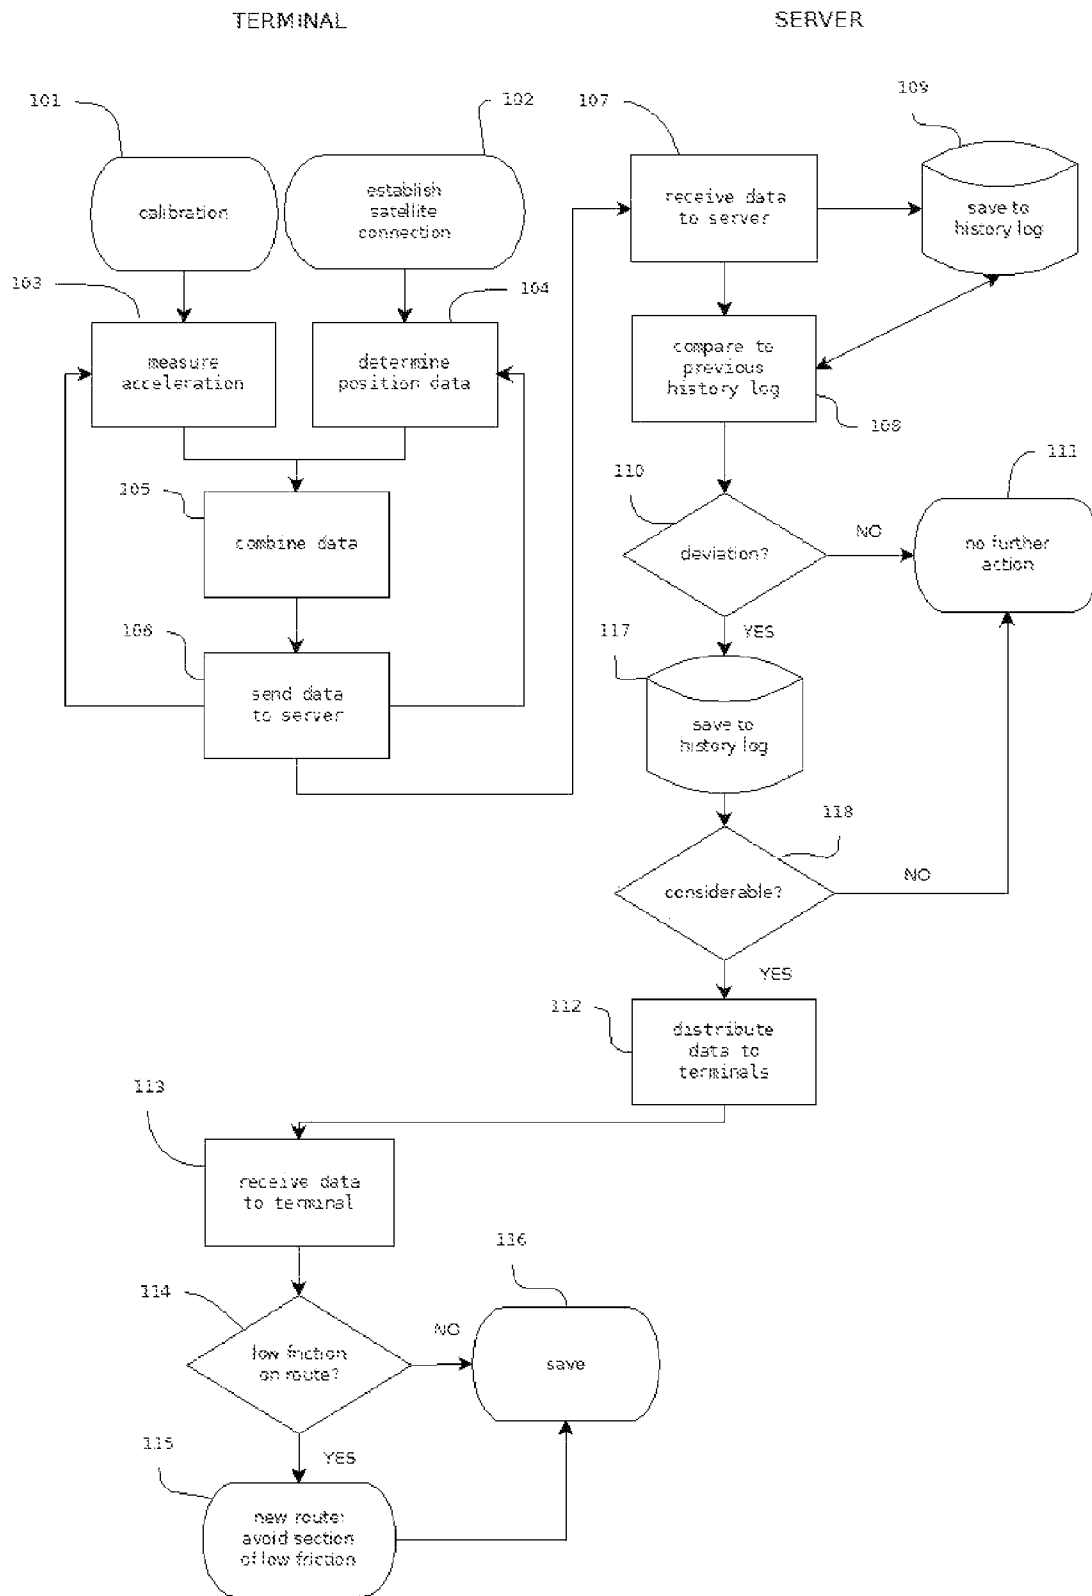 TERMINAL
SERVER
101
102
107
109
calibration
establish
satellite
connection
receive data
to server
save to
history log
103
104
measure
acceleration
determine
position data
compare to
previous
history log
108
105
combine data
110
111
deviation?
NO
no further
action
YES
106
send data
to server
117
save to
history log
118
considerable?
NO
YES
112
distribute
data to
terminals
113
receive data
to terminal
114
116
low friction
on route?
NO
save
YES
115
new route:
avoid section
of low friction